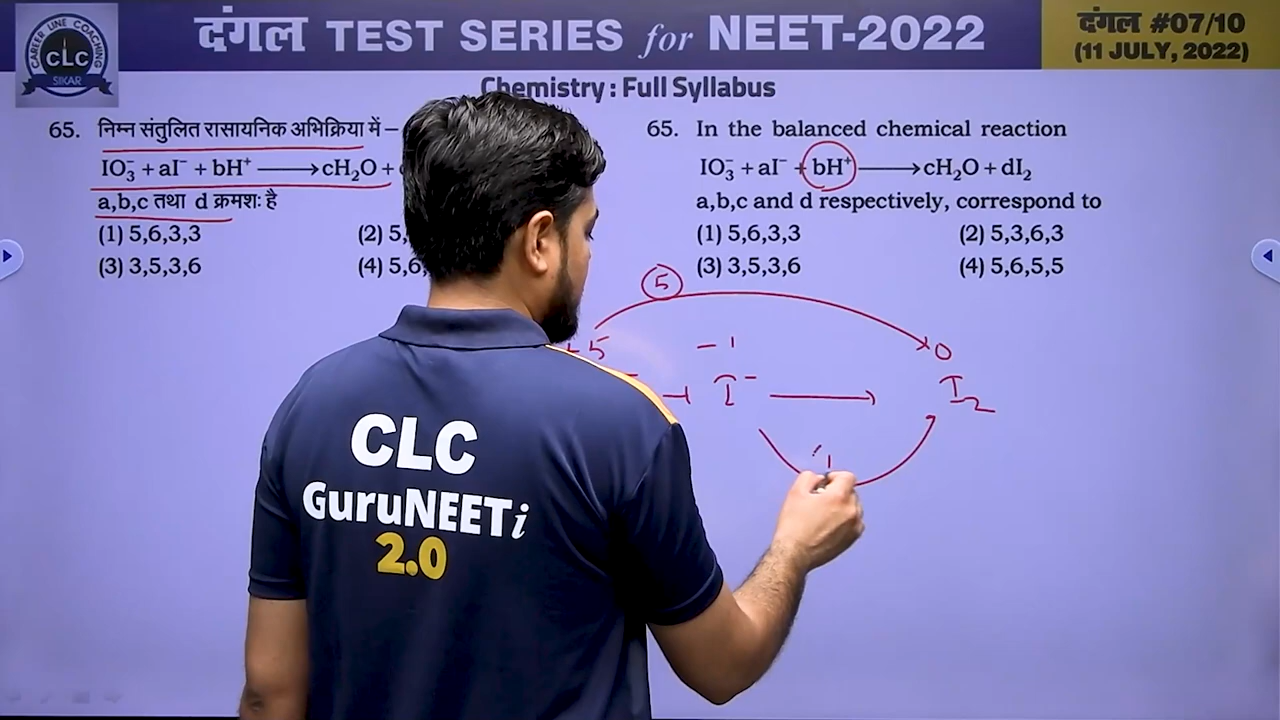 CAREER LINE COACHING
CLC
SIKAR
दंगल TEST SERIES for NEET-2022
दंगल #07/10
(11 JULY, 2022)
Chemistry : Full Syllabus
65. निम्न संतुलित रासायनिक अभिक्रिया में –
IO₃⁻ + aI⁻ + bH⁺ ⟶ cH₂O +
a,b,c तथा d क्रमशः है
(1) 5,6,3,3
(2) 5,
(3) 3,5,3,6
(4) 5,6,
65. In the balanced chemical reaction
IO₃⁻ + aI⁻ + bH⁺ ⟶ cH₂O + dI₂
a,b,c and d respectively, correspond to
(1) 5,6,3,3
(2) 5,3,6,3
(3) 3,5,3,6
(4) 5,6,5,5
5
+5 -1 0
I⁻ ⟶ I₂
CLC
GuruNEETi
2.0